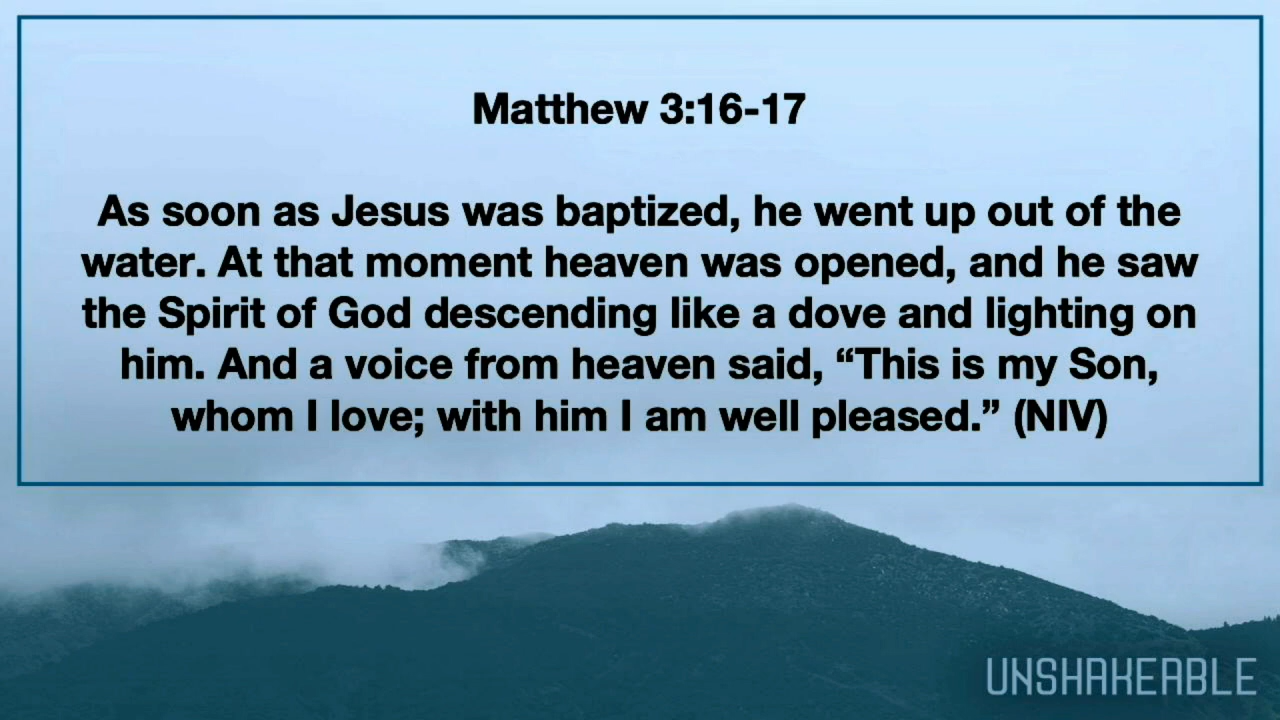 Matthew 3:16-17
As soon as Jesus was baptized, he went up out of the
water. At that moment heaven was opened, and he saw
the Spirit of God descending like a dove and lighting on
him. And a voice from heaven said, “This is my Son,
whom I love; with him I am well pleased.” (NIV)
UNSHAKEABLE